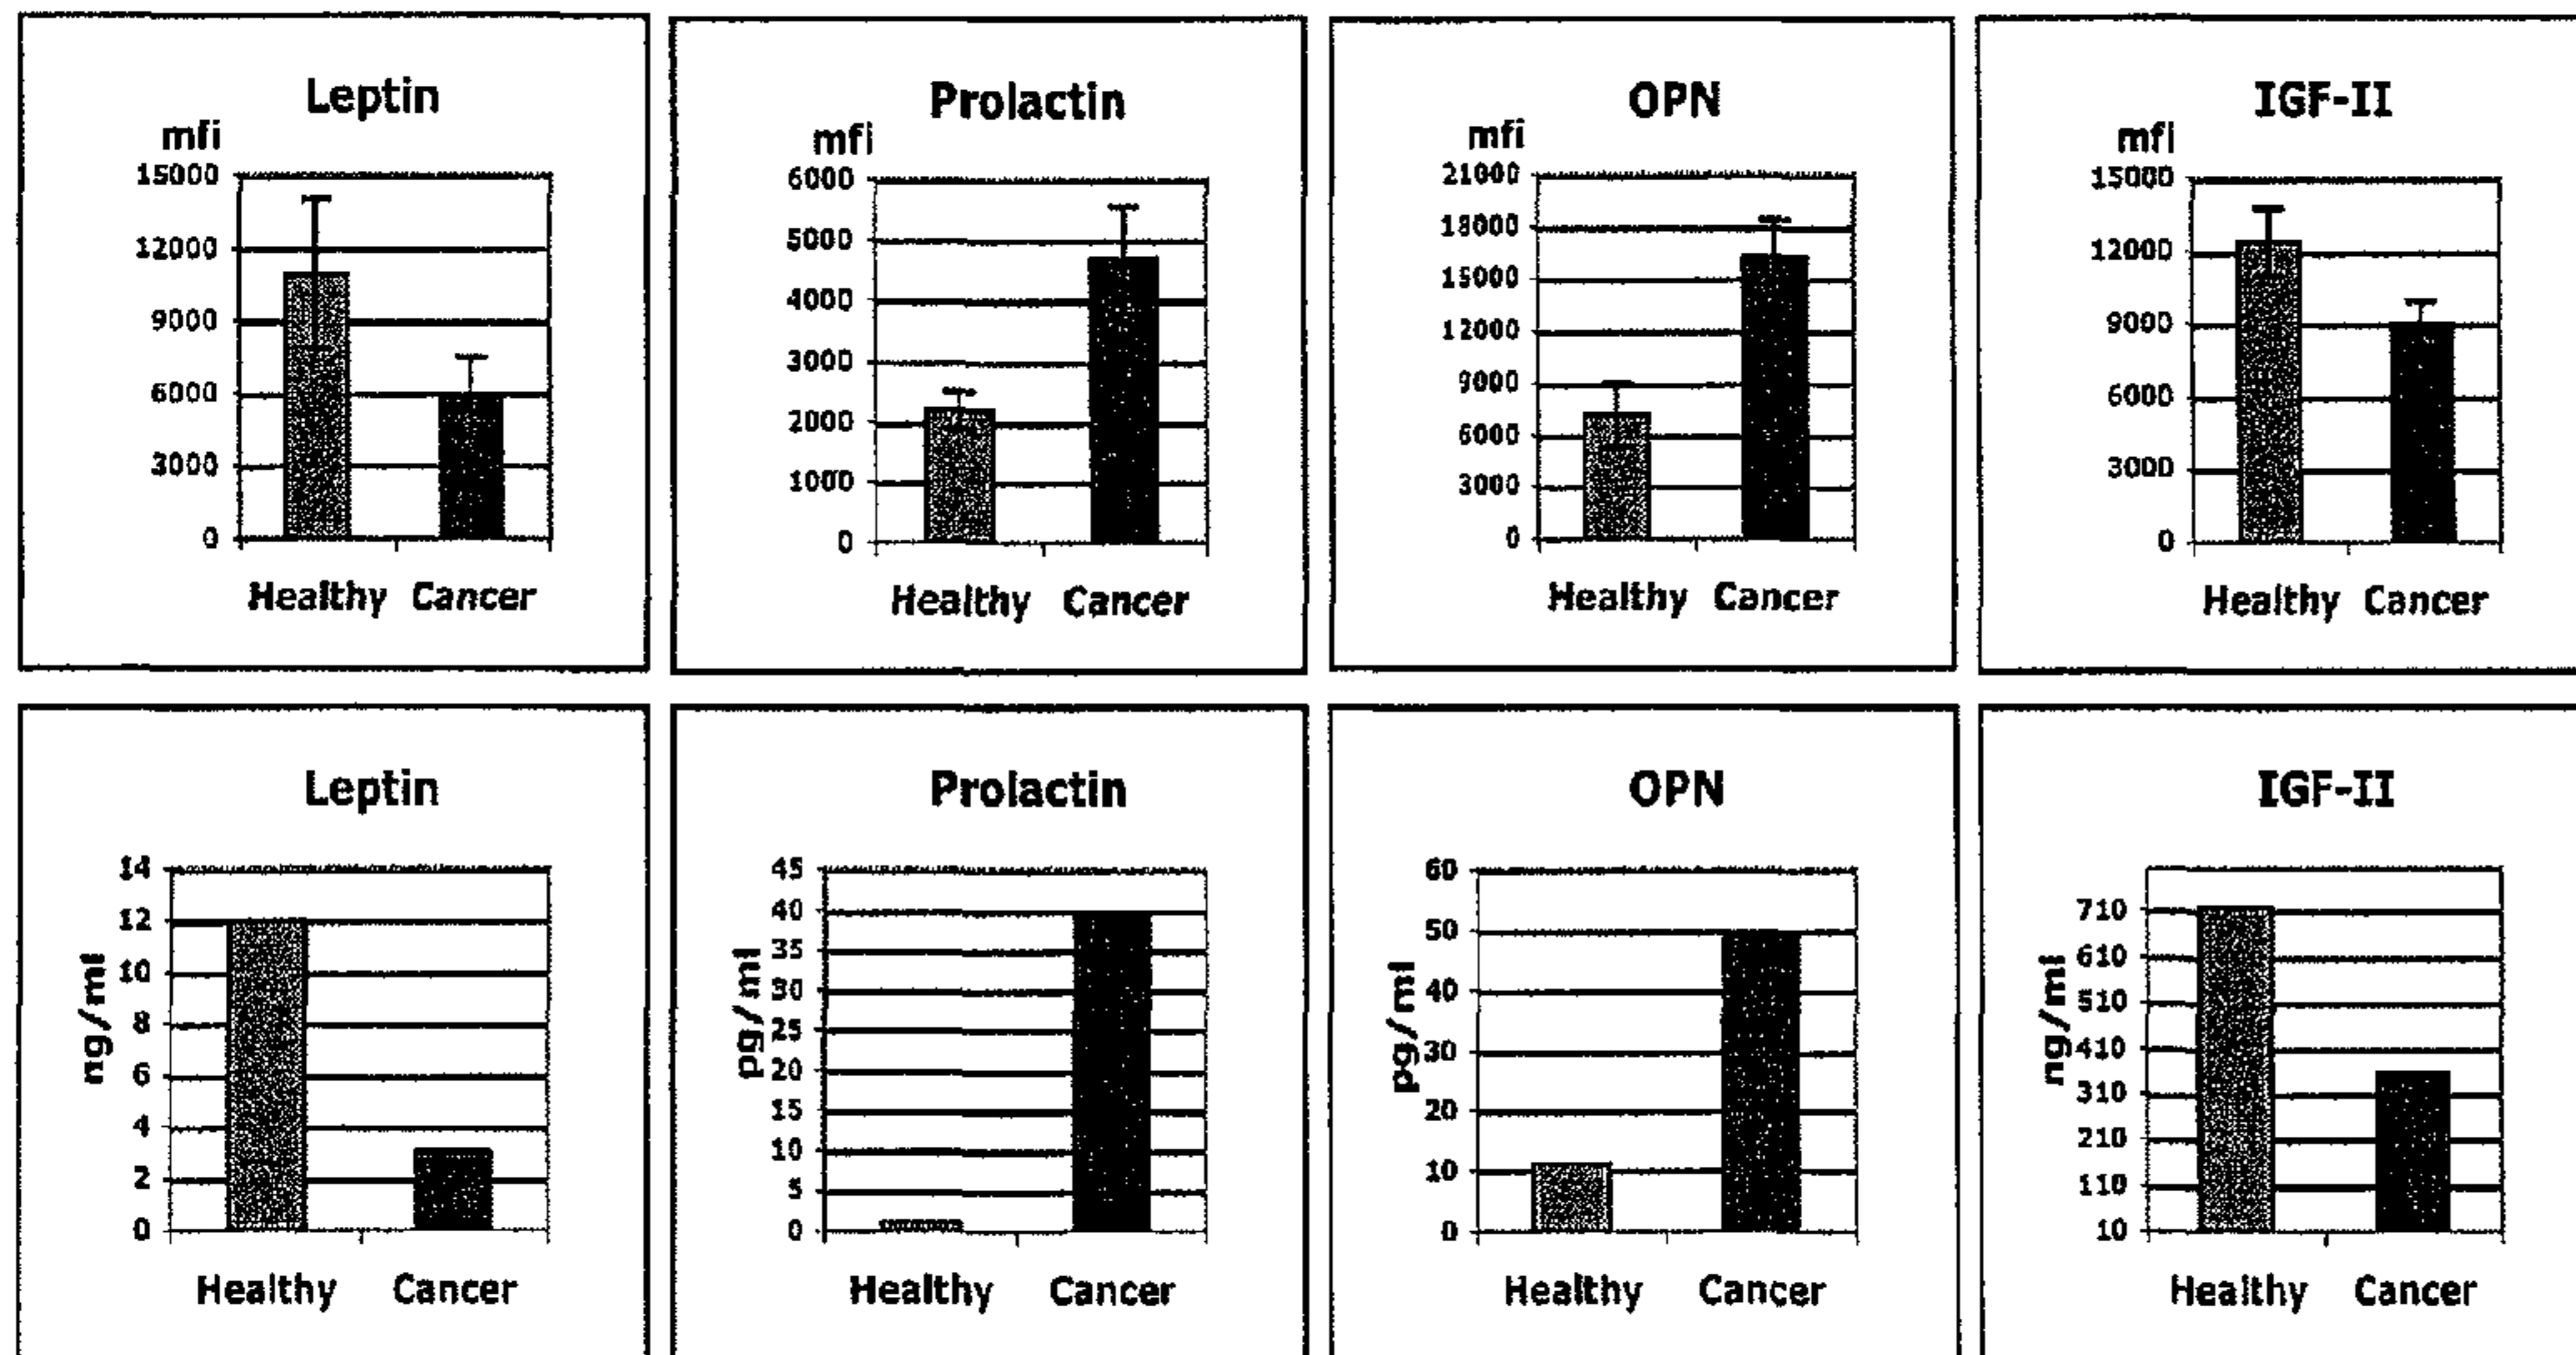 Leptin
mfi
15000
12000
9000
6000
3000
0
Healthy Cancer
Prolactin
mfi
6000
5000
4000
3000
2000
1000
0
Healthy Cancer
OPN
mfi
21000
18000
15000
12000
9000
6000
3000
0
Healthy Cancer
IGF-II
mfi
15000
12000
9000
6000
3000
0
Healthy Cancer
Leptin
ng/ml
14
12
10
8
6
4
2
0
Healthy Cancer
Prolactin
pg/ml
45
40
35
30
25
20
15
10
5
0
Healthy Cancer
OPN
pg/ml
60
50
40
30
20
10
0
Healthy Cancer
IGF-II
ng/ml
710
610
510
410
310
210
110
10
Healthy Cancer